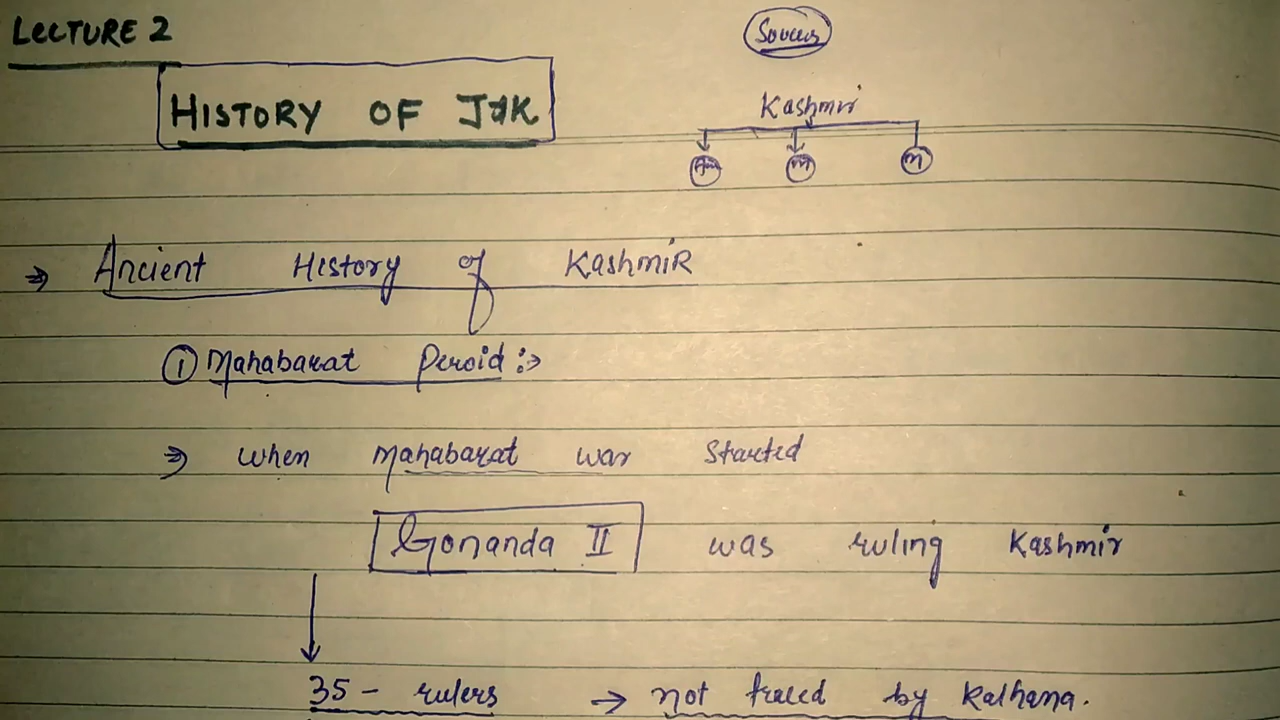 LECTURE 2
HISTORY OF J&K
Sources
Kashmir
M
⇒ Ancient History of Kashmir
① Mahabarat Peroid :→
⇒ when Mahabarat war started
Gonanda II was ruling Kashmir
35 - rulers → not traced by Kalhana.